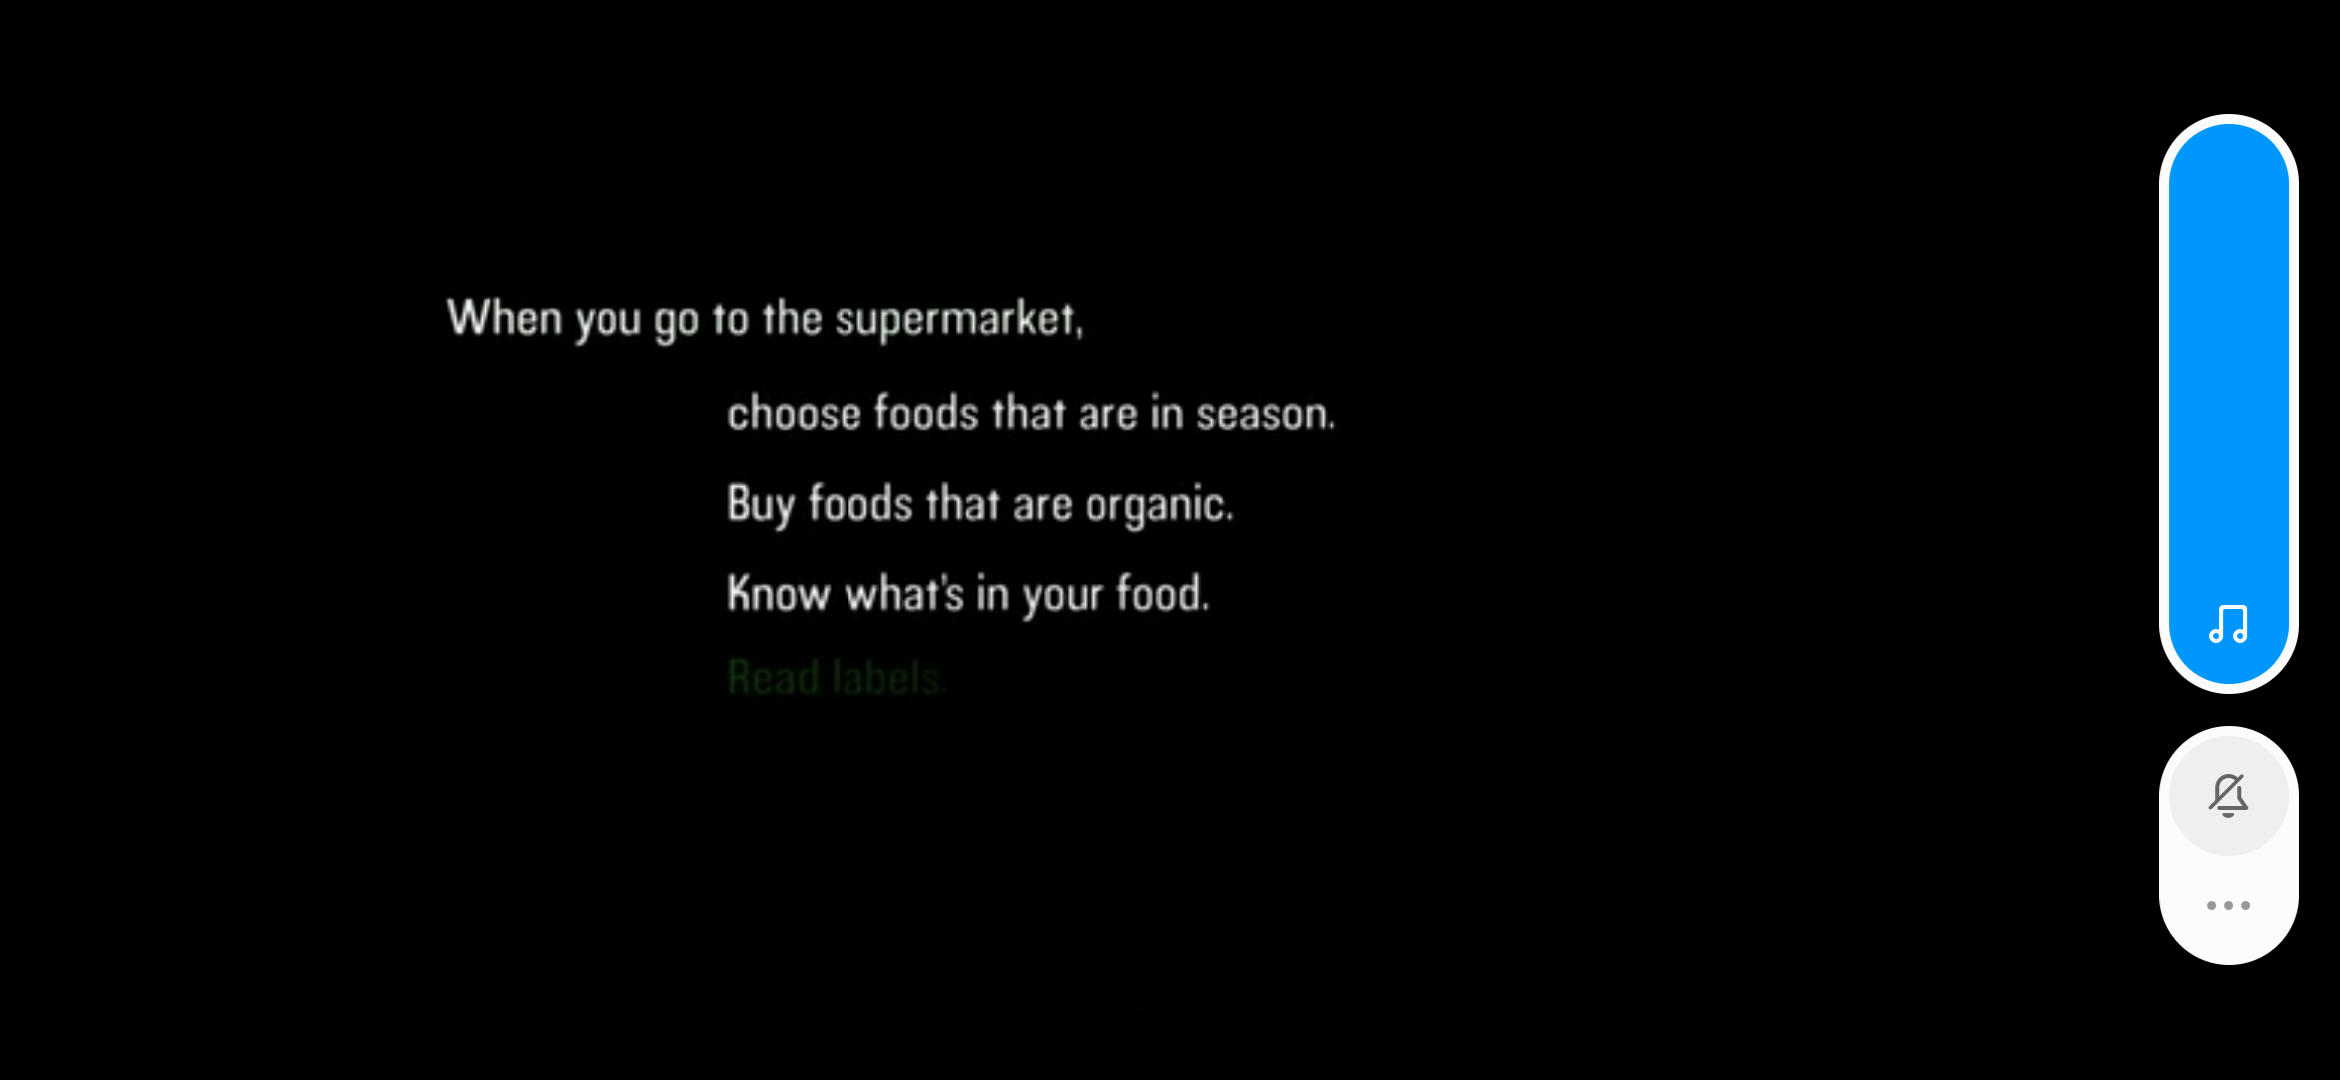 When you go to the supermarket,
choose foods that are in season.
Buy foods that are organic.
Know what's in your food.
Read labels.